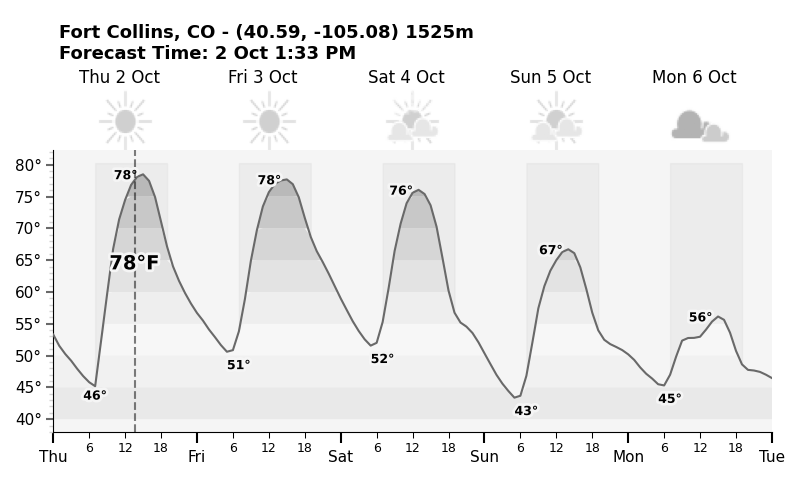 Fort Collins, CO - (40.59, -105.08) 1525m
Forecast Time: 2 Oct 1:33 PM
Thu 2 Oct Fri 3 Oct Sat 4 Oct Sun 5 Oct Mon 6 Oct
80°
78° 78°
75° 76°
70°
67°
65° 78°F
60°
56°
55°
50° 51° 52°
45° 46° 43° 45°
40°
6 12 18 6 12 18 6 12 18 6 12 18 6 12 18
Thu Fri Sat Sun Mon Tue